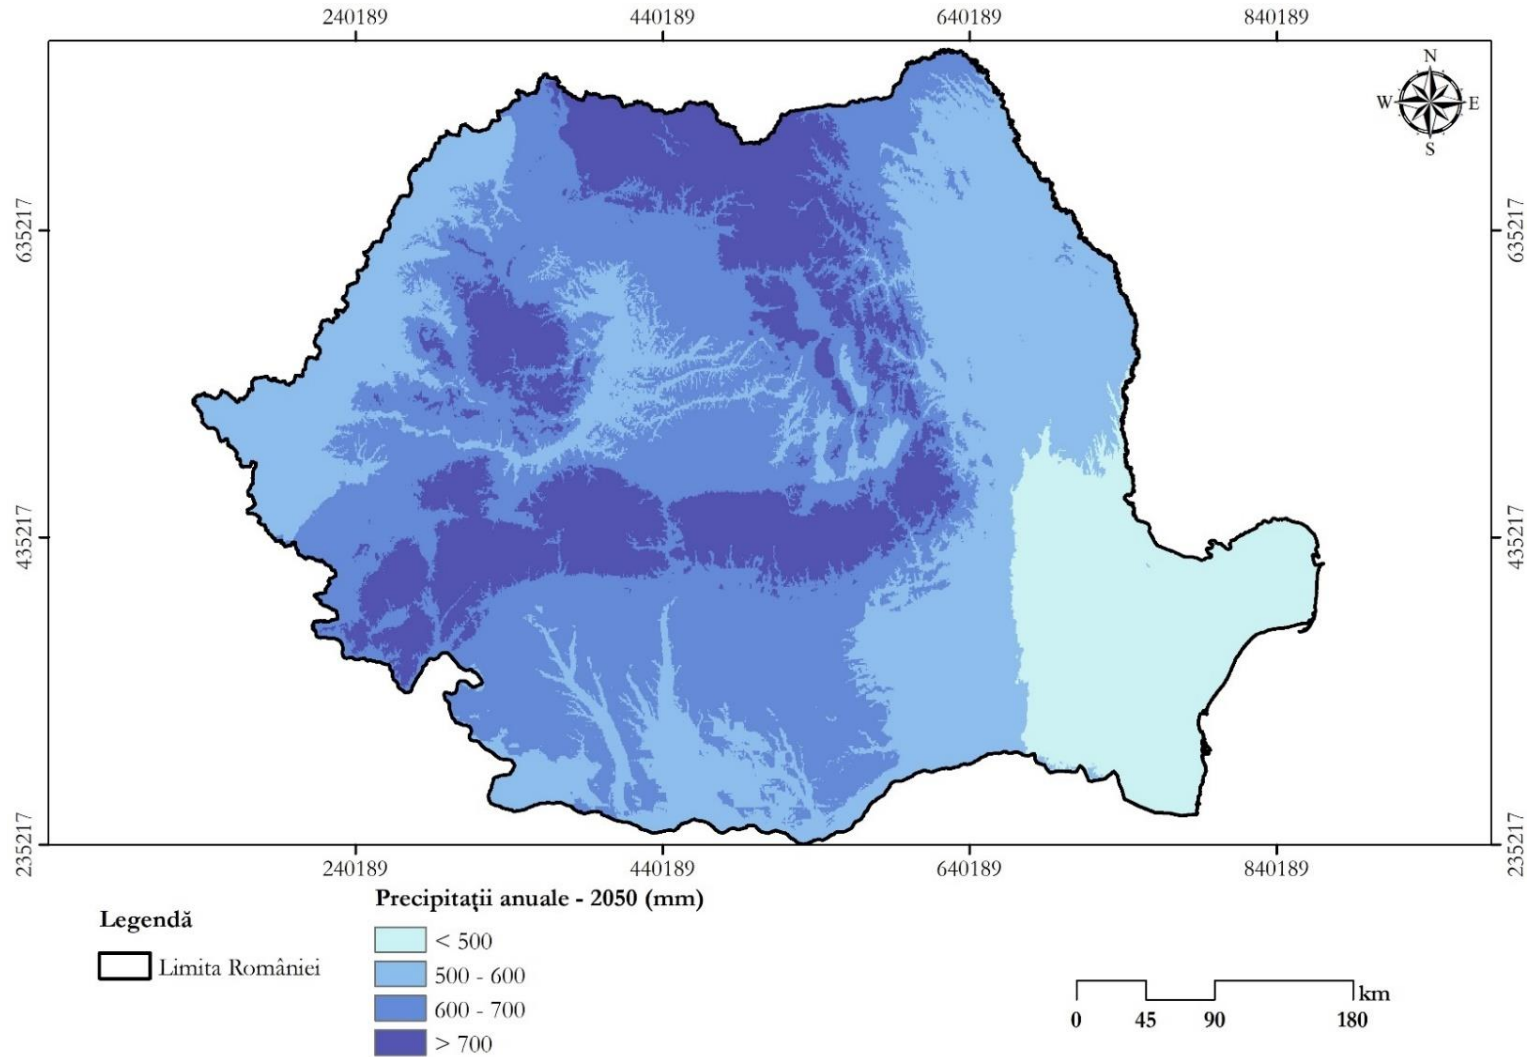 240189 440189 640189 840189
N
W E
S
635217 635217
435217 435217
235217 235217
240189 440189 640189 840189
Legendă
Limita României
Precipitații anuale - 2050 (mm)
< 500
500 - 600
600 - 700
> 700
km
0 45 90 180